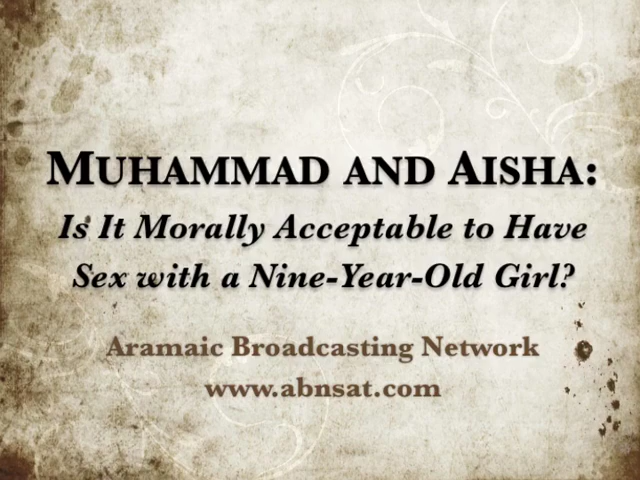 MUHAMMAD AND AISHA:
Is It Morally Acceptable to Have
Sex with a Nine-Year-Old Girl?
Aramaic Broadcasting Network
www.abnsat.com